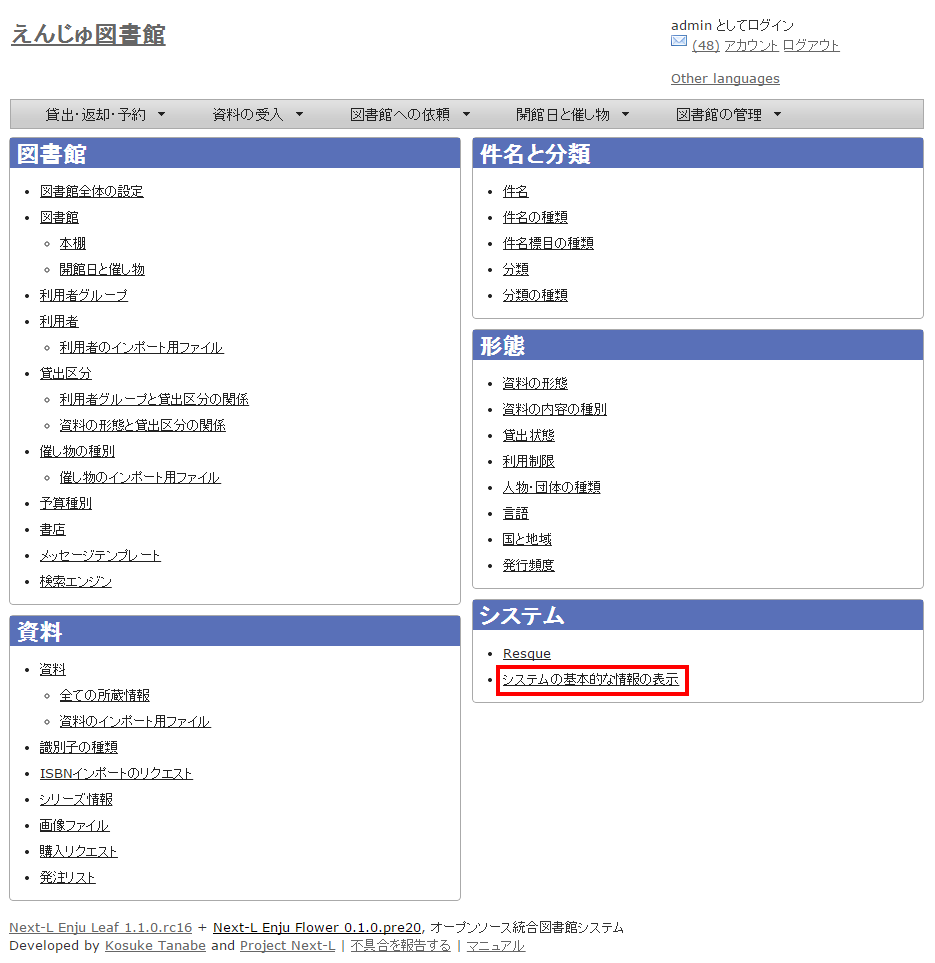 えんじゅ図書館
admin としてログイン
(48) アカウント ログアウト
Other languages
貸出・返却・予約 ▼ 資料の受入 ▼ 図書館への依頼 ▼ 開館日と催し物 ▼ 図書館の管理 ▼
図書館
図書館全体の設定
図書館
本棚
開館日と催し物
利用者グループ
利用者
利用者のインポート用ファイル
貸出区分
利用者グループと貸出区分の関係
資料の形態と貸出区分の関係
催し物の種別
催し物のインポート用ファイル
予算種別
書店
メッセージテンプレート
検索エンジン
資料
資料
全ての所蔵情報
資料のインポート用ファイル
識別子の種類
ISBNインポートのリクエスト
シリーズ情報
画像ファイル
購入リクエスト
発注リスト
件名と分類
件名
件名の種類
件名標目の種類
分類
分類の種類
形態
資料の形態
資料の内容の種別
貸出状態
利用制限
人物・団体の種類
言語
国と地域
発行頻度
システム
Resque
システムの基本的な情報の表示
Next-L Enju Leaf 1.1.0.rc16 + Next-L Enju Flower 0.1.0.pre20, オープンソース統合図書館システム
Developed by Kosuke Tanabe and Project Next-L | 不具合を報告する | マニュアル